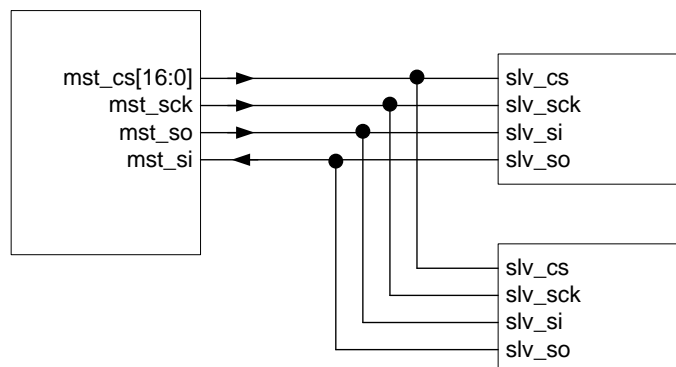 mst_cs[16:0]
mst_sck
mst_so
mst_si
slv_cs
slv_sck
slv_si
slv_so
slv_cs
slv_sck
slv_si
slv_so